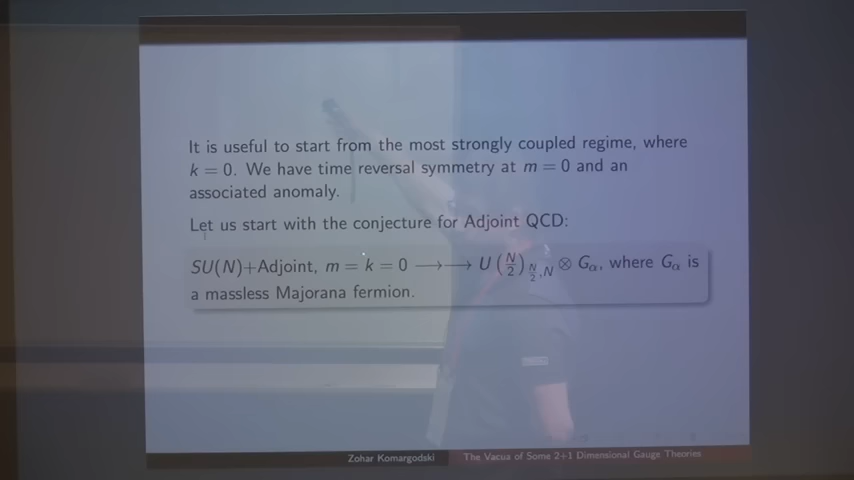 It is useful to start from the most strongly coupled regime, where
k = 0. We have time reversal symmetry at m = 0 and an
associated anomaly.
Let us start with the conjecture for Adjoint QCD:
SU(N)+Adjoint, m = k = 0 ⟶⟶ U(N/2)_{N/2,N} ⊗ G_α, where G_α is
a massless Majorana fermion.
Zohar Komargodski The Vacua of Some 2+1 Dimensional Gauge Theories